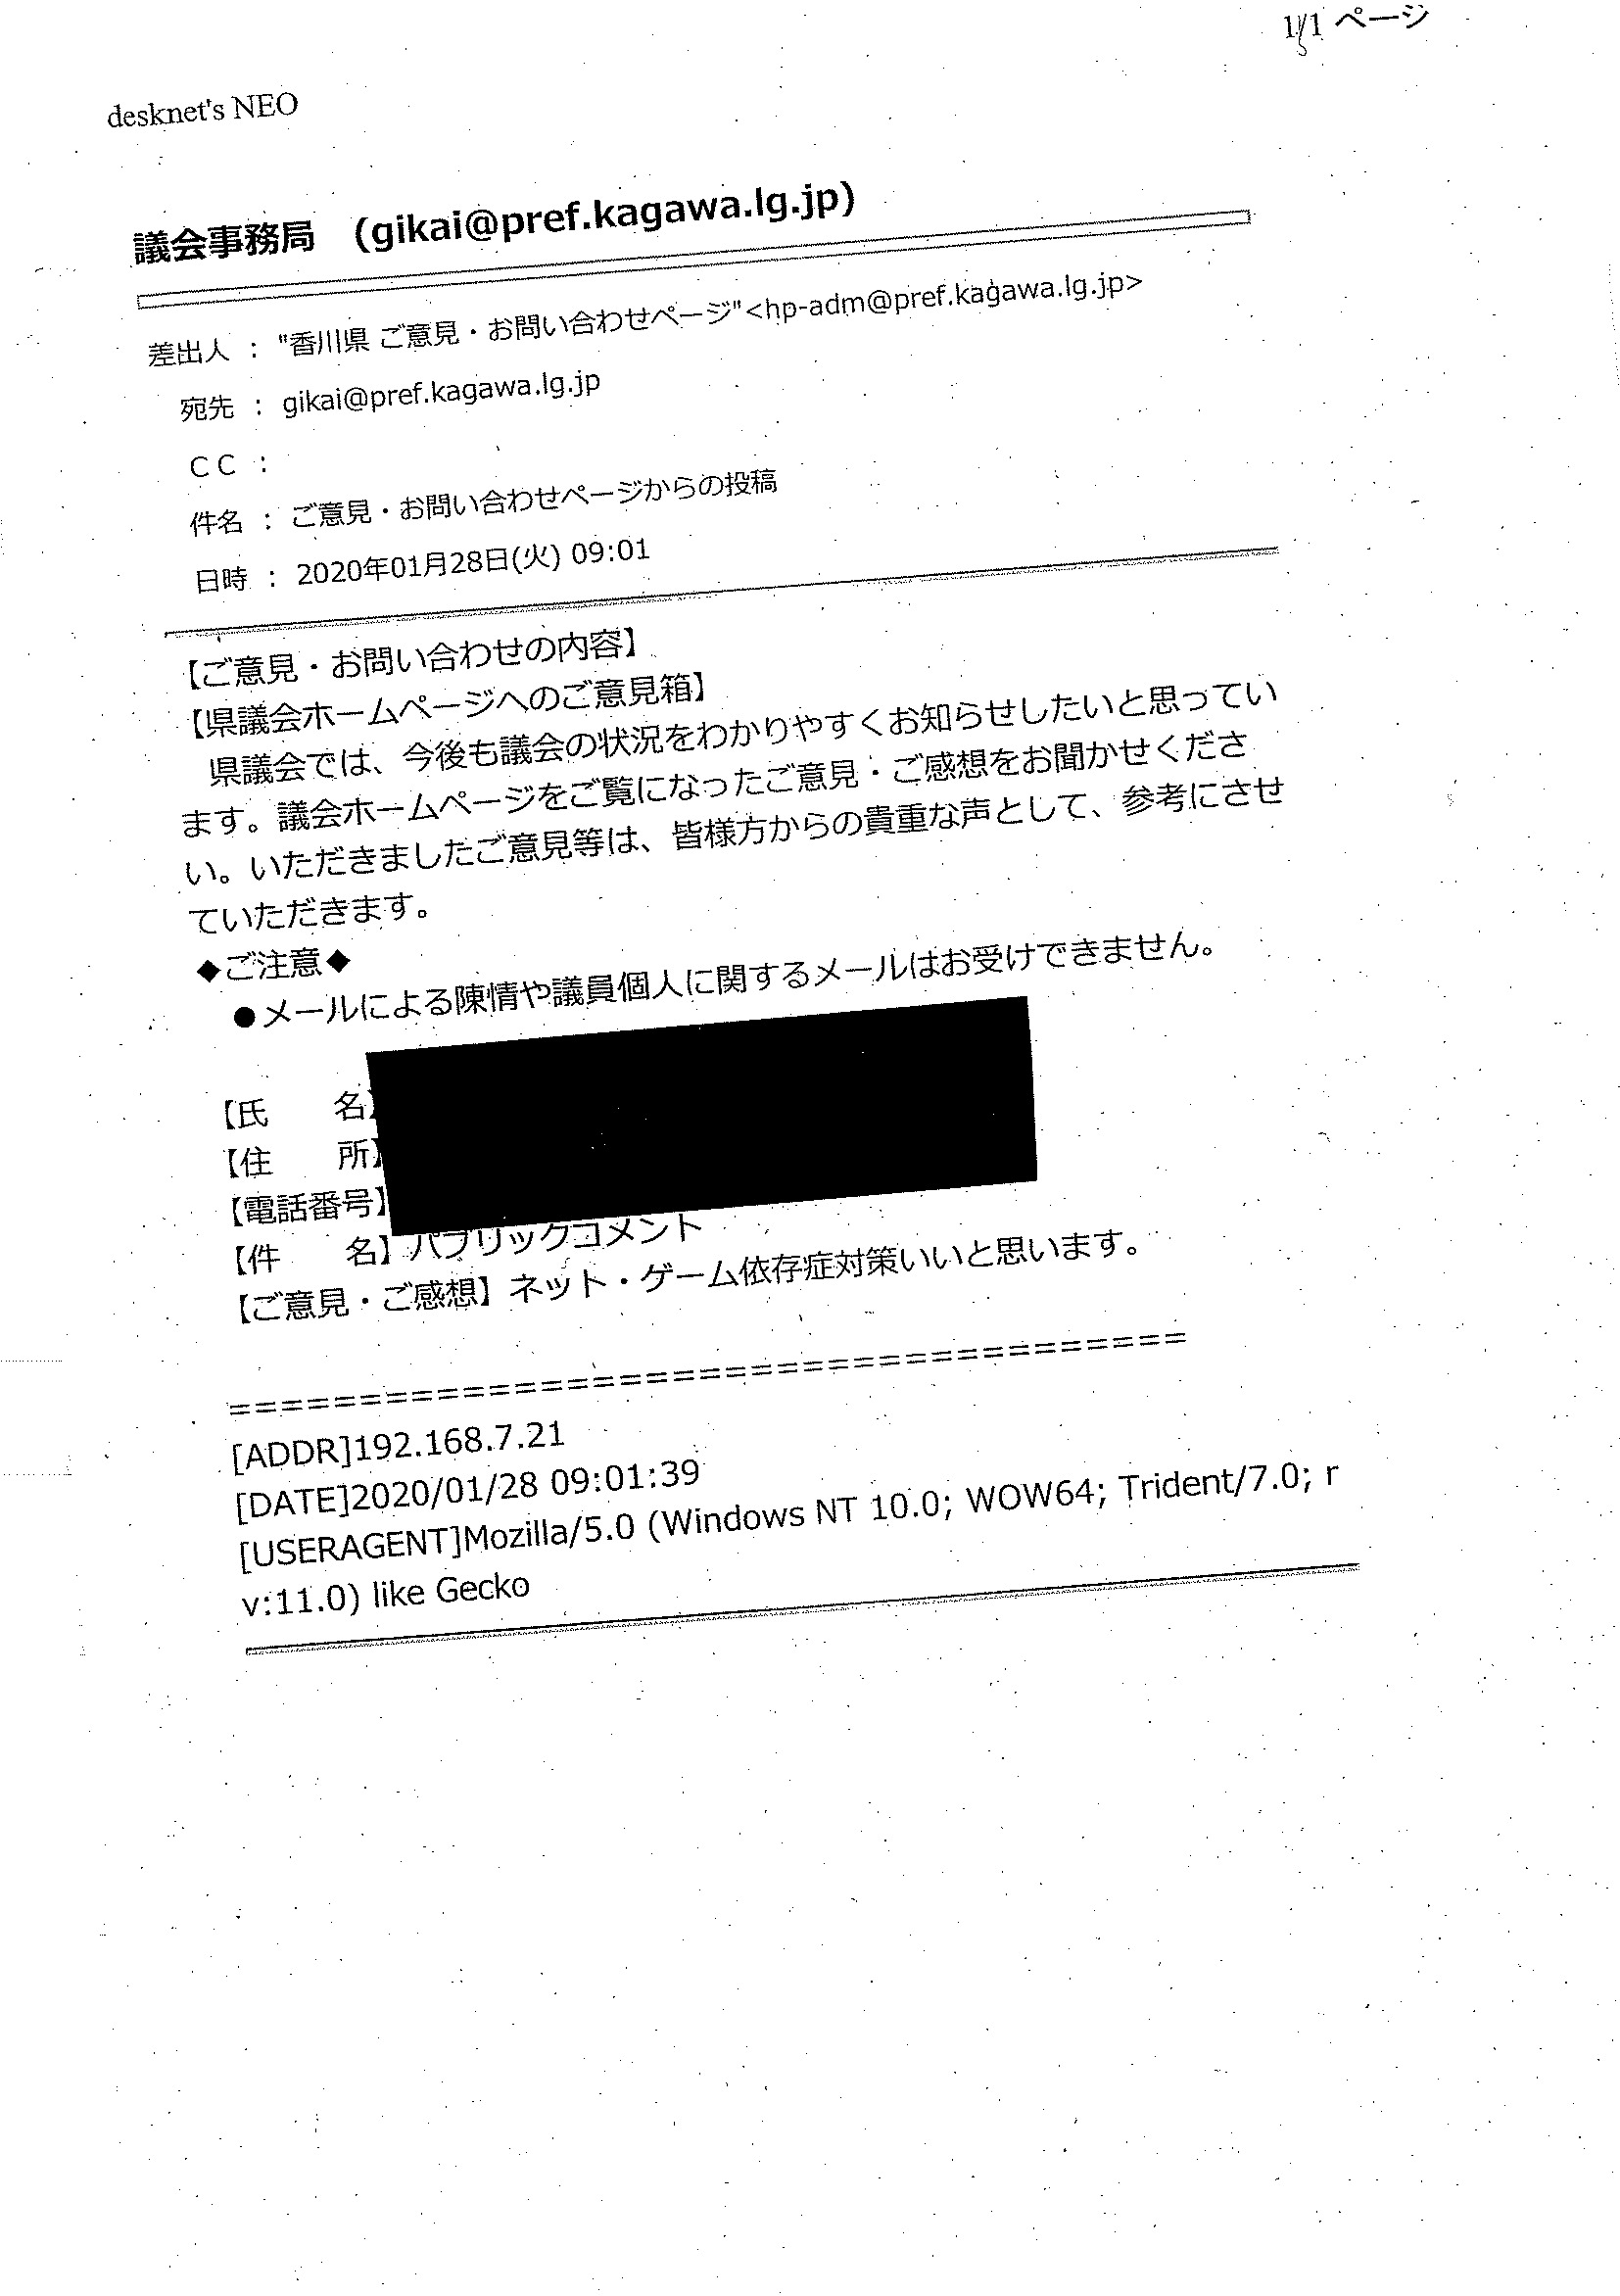 1/1 ページ
desknet's NEO
議会事務局 (gikai@pref.kagawa.lg.jp)
差出人 : "香川県 ご意見・お問い合わせページ"<hp-adm@pref.kagawa.lg.jp>
宛先 : gikai@pref.kagawa.lg.jp
CC :
件名 : ご意見・お問い合わせページからの投稿
日時 : 2020年01月28日(火) 09:01
【ご意見・お問い合わせの内容】
【県議会ホームページへのご意見箱】
県議会では、今後も議会の状況をわかりやすくお知らせしたいと思ってい
ます。議会ホームページをご覧になったご意見・ご感想をお聞かせくださ
い。いただきましたご意見等は、皆様方からの貴重な声として、参考にさせ
ていただきます。
◆ご注意◆
●メールによる陳情や議員個人に関するメールはお受けできません。
【氏　　名】
【住　　所】
【電話番号】
【件　　名】パブリックコメント
【ご意見・ご感想】ネット・ゲーム依存症対策いいと思います。
=====================================
[ADDR]192.168.7.21
[DATE]2020/01/28 09:01:39
[USERAGENT]Mozilla/5.0 (Windows NT 10.0; WOW64; Trident/7.0; r
v:11.0) like Gecko